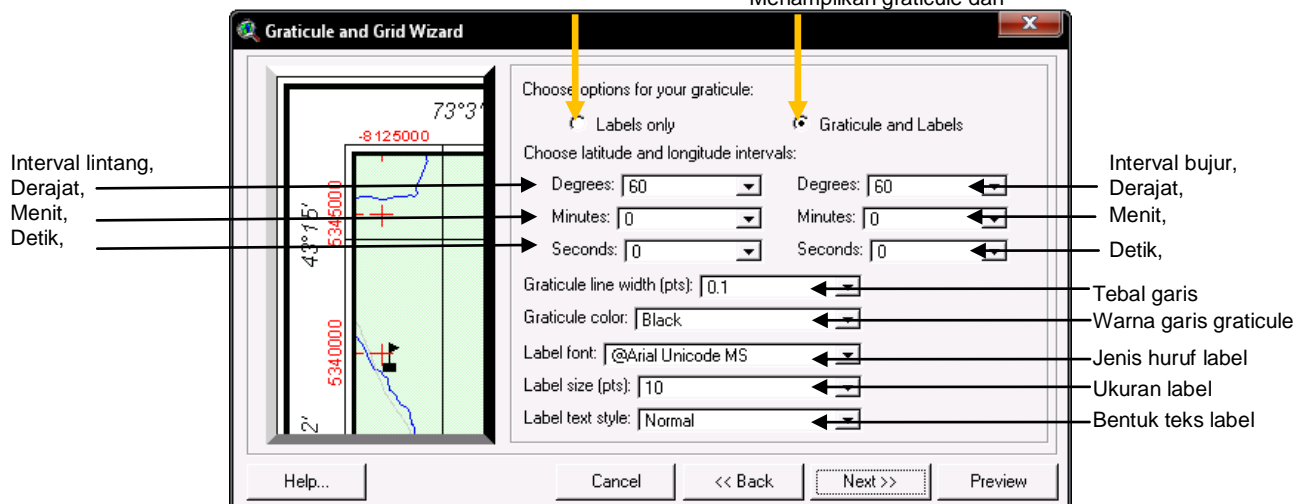 Menampilkan graticule dan
Graticule and Grid Wizard
Choose options for your graticule:
Labels only
Graticule and Labels
Choose latitude and longitude intervals:
Interval lintang,
Derajat,
Menit,
Detik,
Degrees: 60
Degrees: 60
Minutes: 0
Minutes: 0
Seconds: 0
Seconds: 0
Interval bujur,
Derajat,
Menit,
Detik,
Graticule line width (pts): 0.1
Tebal garis
Graticule color: Black
Warna garis graticule
Label font: @Arial Unicode MS
Jenis huruf label
Label size (pts): 10
Ukuran label
Label text style: Normal
Bentuk teks label
73°3'
-8125000
43°15'
5345000
5340000
2'
Help...
Cancel
<< Back
Next >>
Preview